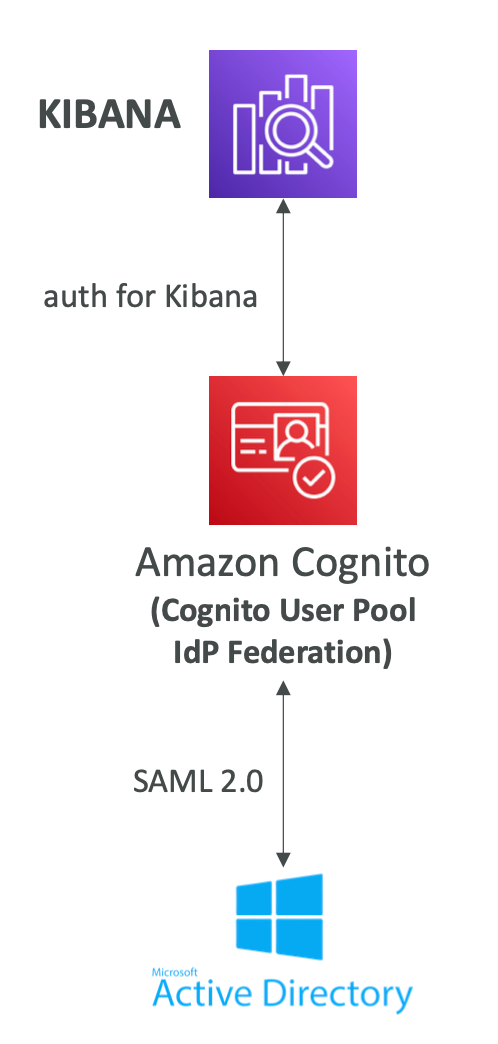 KIBANA
auth for Kibana
Amazon Cognito
(Cognito User Pool
IdP Federation)
SAML 2.0
Microsoft
Active Directory